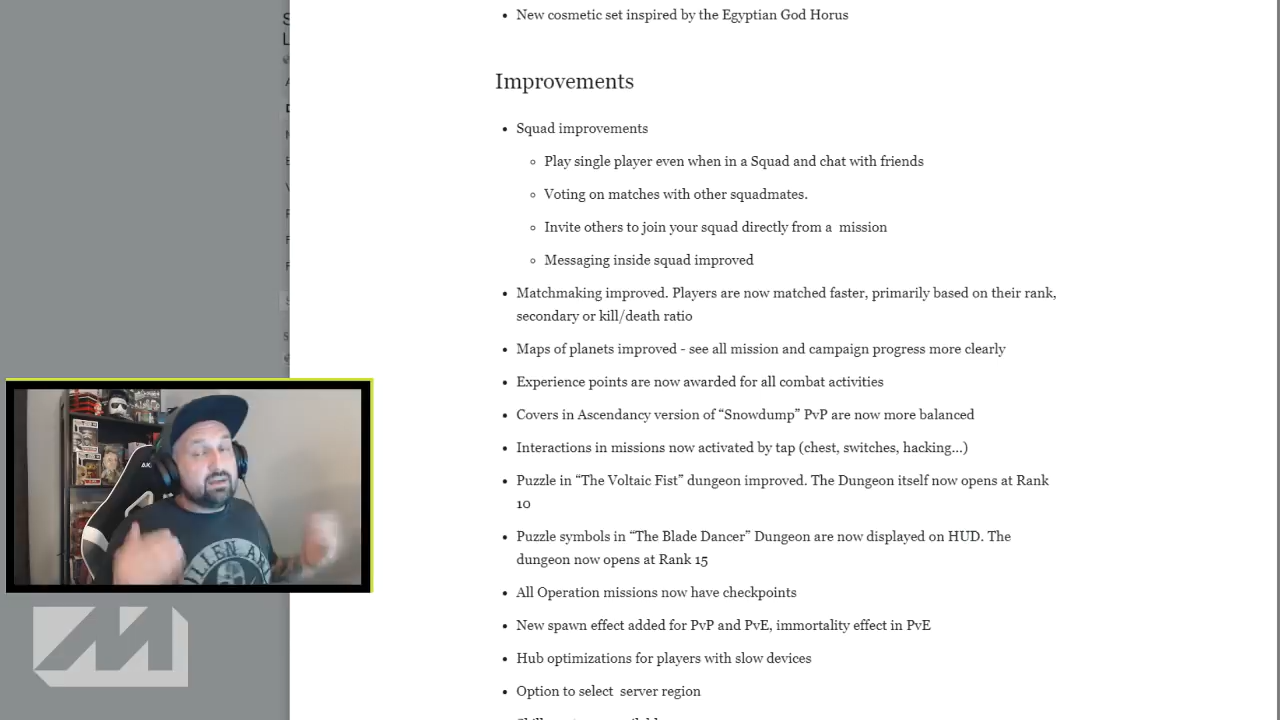 New cosmetic set inspired by the Egyptian God Horus
Improvements
Squad improvements
Play single player even when in a Squad and chat with friends
Voting on matches with other squadmates.
Invite others to join your squad directly from a  mission
Messaging inside squad improved
Matchmaking improved. Players are now matched faster, primarily based on their rank,
secondary or kill/death ratio
Maps of planets improved - see all mission and campaign progress more clearly
Experience points are now awarded for all combat activities
Covers in Ascendancy version of “Snowdump” PvP are now more balanced
Interactions in missions now activated by tap (chest, switches, hacking...)
Puzzle in “The Voltaic Fist” dungeon improved. The Dungeon itself now opens at Rank
10
Puzzle symbols in “The Blade Dancer” Dungeon are now displayed on HUD. The
dungeon now opens at Rank 15
All Operation missions now have checkpoints
New spawn effect added for PvP and PvE, immortality effect in PvE
Hub optimizations for players with slow devices
Option to select  server region